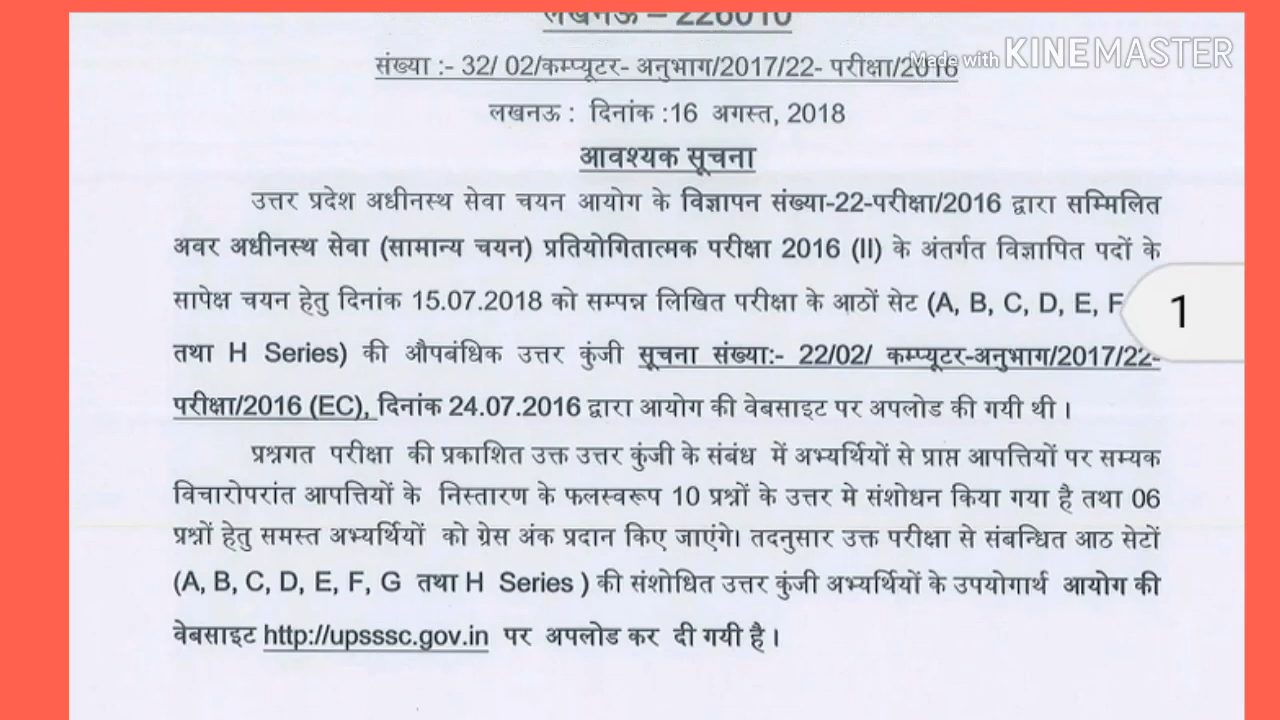 लखनऊ – 226010
Made with KINEMASTER
संख्या :- 32/ 02/कम्प्यूटर- अनुभाग/2017/22- परीक्षा/2016
लखनऊ : दिनांक :16 अगस्त, 2018
आवश्यक सूचना
उत्तर प्रदेश अधीनस्थ सेवा चयन आयोग के विज्ञापन संख्या-22-परीक्षा/2016 द्वारा सम्मिलित
अवर अधीनस्थ सेवा (सामान्य चयन) प्रतियोगितात्मक परीक्षा 2016 (II) के अंतर्गत विज्ञापित पदों के
सापेक्ष चयन हेतु दिनांक 15.07.2018 को सम्पन्न लिखित परीक्षा के आठों सेट (A, B, C, D, E, F
1
तथा H Series) की औपबंधिक उत्तर कुंजी सूचना संख्या:- 22/02/ कम्प्यूटर-अनुभाग/2017/22-
परीक्षा/2016 (EC), दिनांक 24.07.2016 द्वारा आयोग की वेबसाइट पर अपलोड की गयी थी ।
प्रश्नगत परीक्षा की प्रकाशित उक्त उत्तर कुंजी के संबंध में अभ्यर्थियों से प्राप्त आपत्तियों पर सम्यक
विचारोपरांत आपत्तियों के निस्तारण के फलस्वरूप 10 प्रश्नों के उत्तर मे संशोधन किया गया है तथा 06
प्रश्नों हेतु समस्त अभ्यर्थियों को ग्रेस अंक प्रदान किए जाएंगे। तदनुसार उक्त परीक्षा से संबन्धित आठ सेटों
(A, B, C, D, E, F, G तथा H Series ) की संशोधित उत्तर कुंजी अभ्यर्थियों के उपयोगार्थ आयोग की
वेबसाइट http://upsssc.gov.in पर अपलोड कर दी गयी है ।